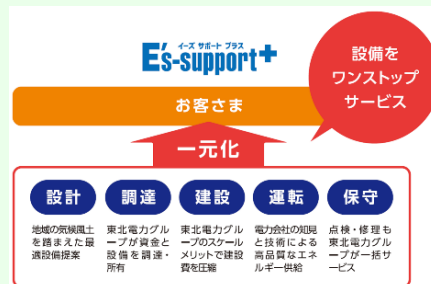 イーズ サポート プラス
E's-support+
設備を
ワンストップ
サービス
お客さま
一元化
設計
地域の気候風土
を踏まえた最
適設備提案
調達
東北電力グル
ープが資金と
設備を調達・
所有
建設
東北電力グル
ープのスケール
メリットで建設
費を圧縮
運転
電力会社の知見
と技術による
高品質なエネ
ルギー供給
保守
点検・修理も
東北電力グル
ープが一括サ
ービス